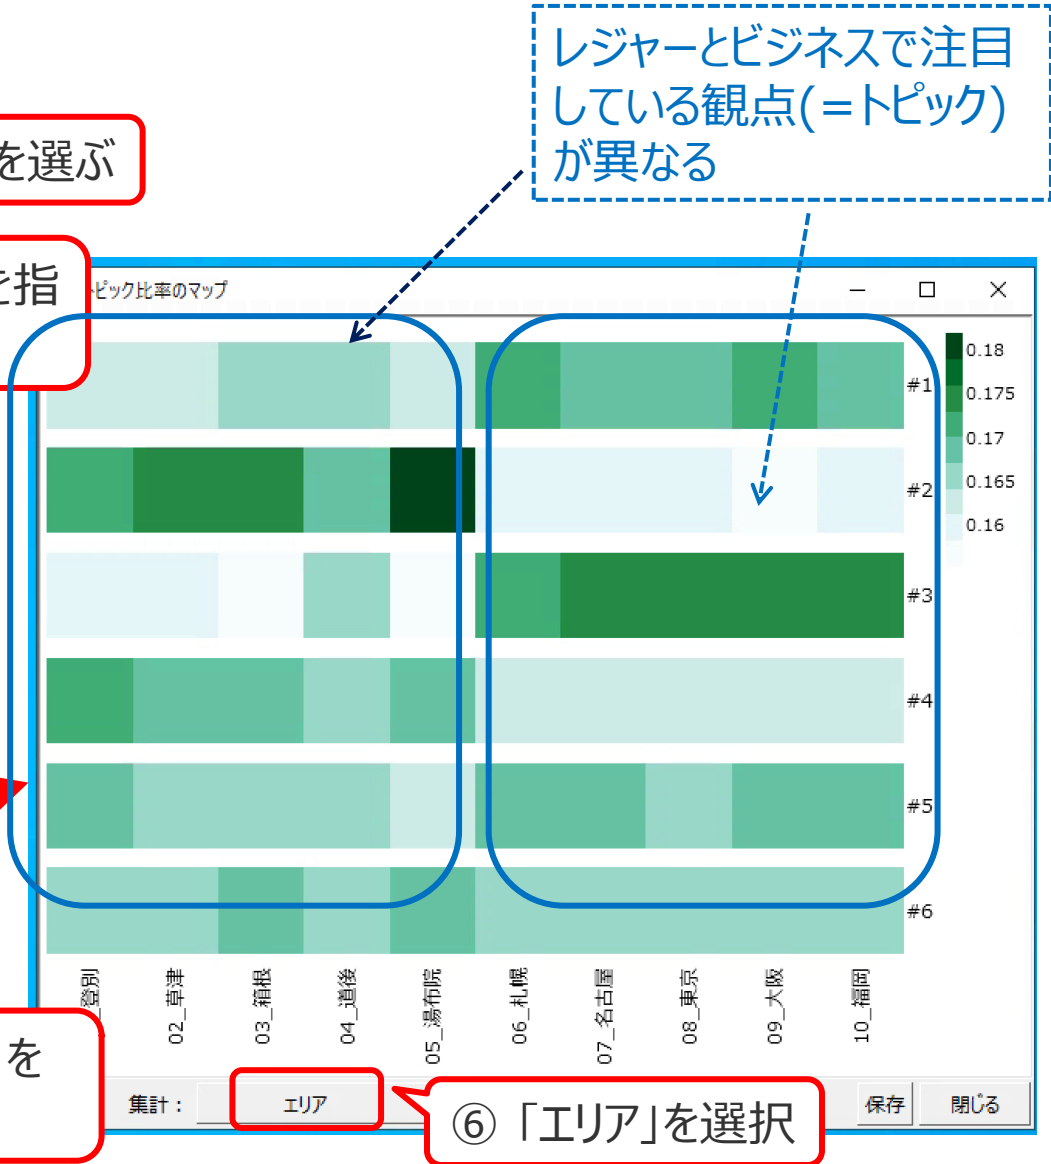 レジャーとビジネスで注目
している観点(=トピック)
が異なる
を選ぶ
を指
トピック比率のマップ
0.18
0.175
0.17
0.165
0.16
#1
#2
#3
#4
#5
#6
登別
02_草津
03_箱根
04_道後
05_湯布院
06_札幌
07_名古屋
08_東京
09_大阪
10_福岡
を
集計：
エリア
⑥「エリア」を選択
保存
閉じる